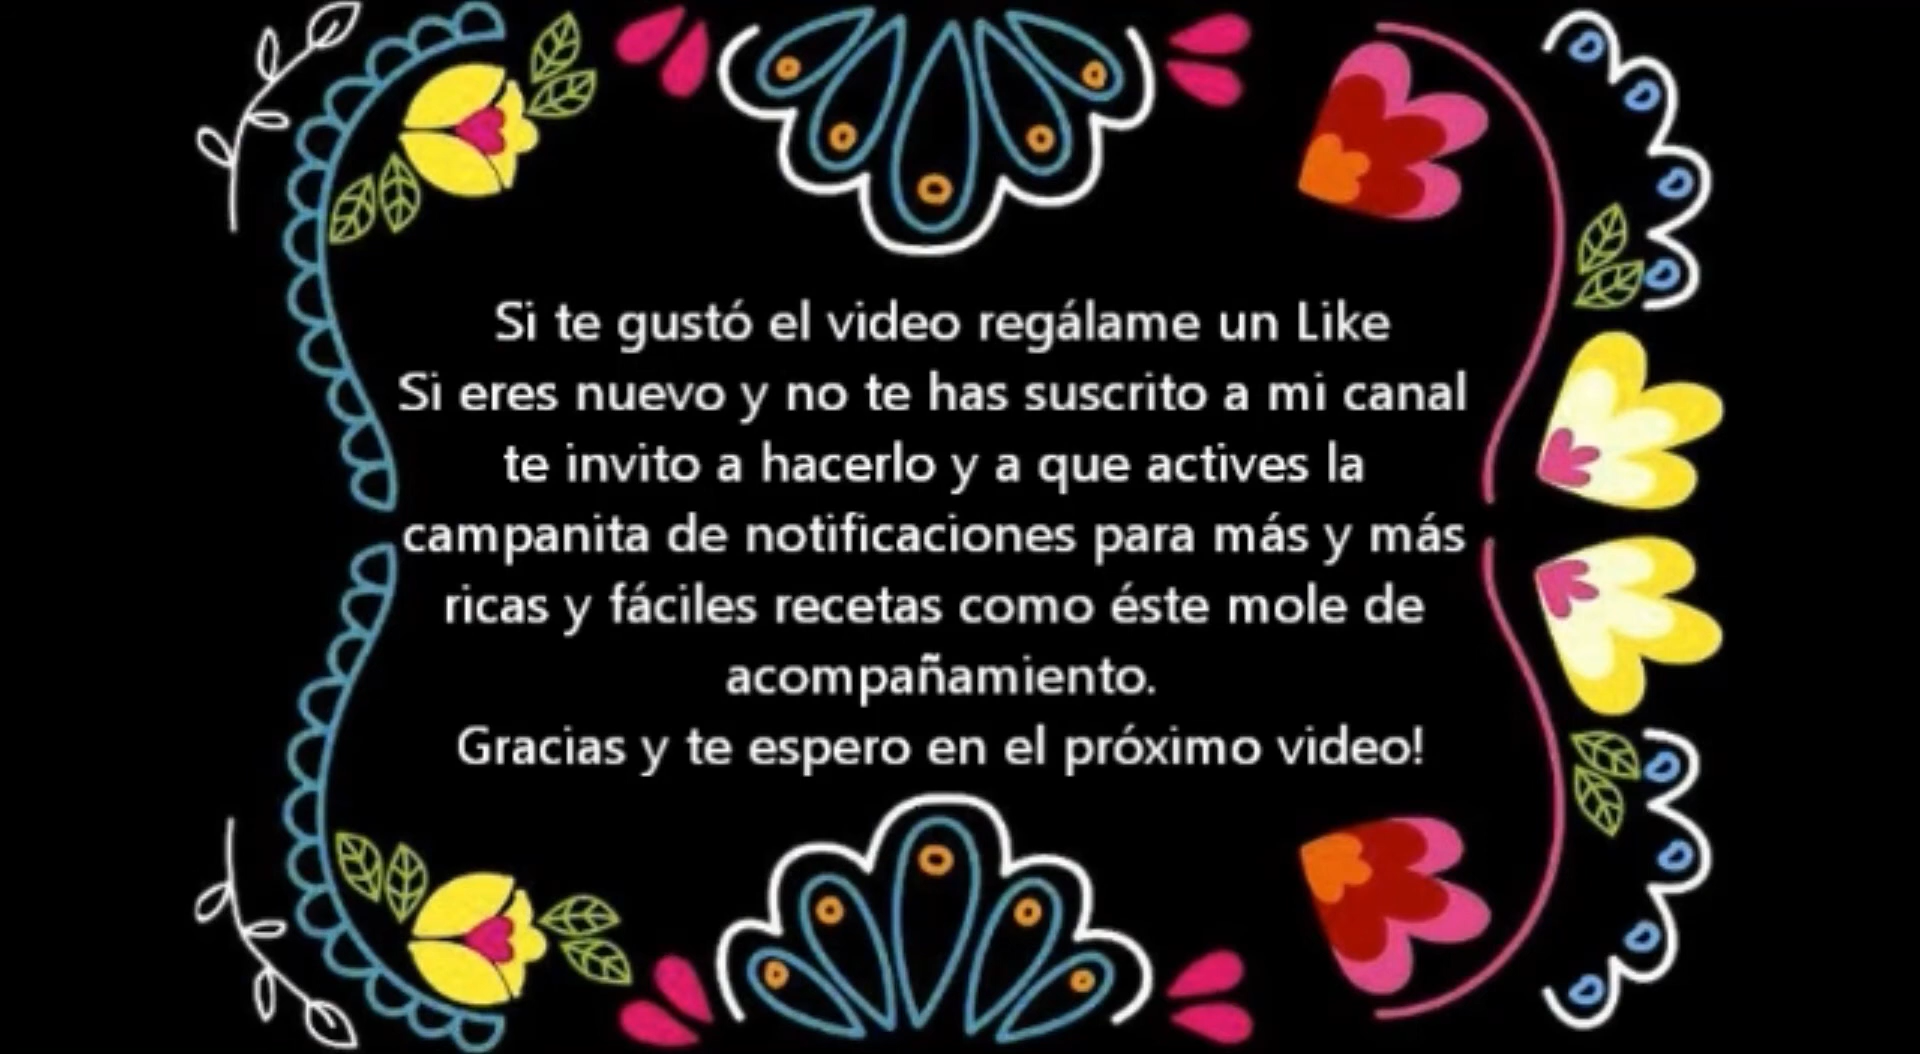 Si te gustó el video regálame un Like
Si eres nuevo y no te has suscrito a mi canal
te invito a hacerlo y a que actives la
campanita de notificaciones para más y más
ricas y fáciles recetas como éste mole de
acompañamiento.
Gracias y te espero en el próximo video!